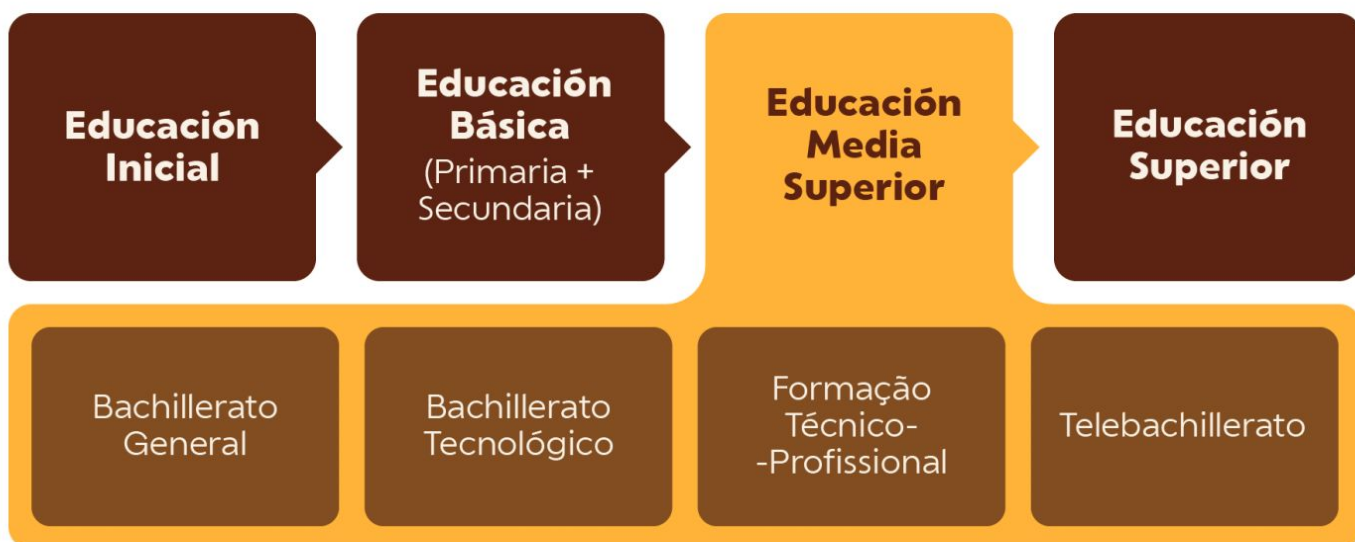 Educación
Inicial
Educación
Básica
(Primaria +
Secundaria)
Educación
Media
Superior
Educación
Superior
Bachillerato
General
Bachillerato
Tecnológico
Formação
Técnico-
-Profissional
Telebachillerato